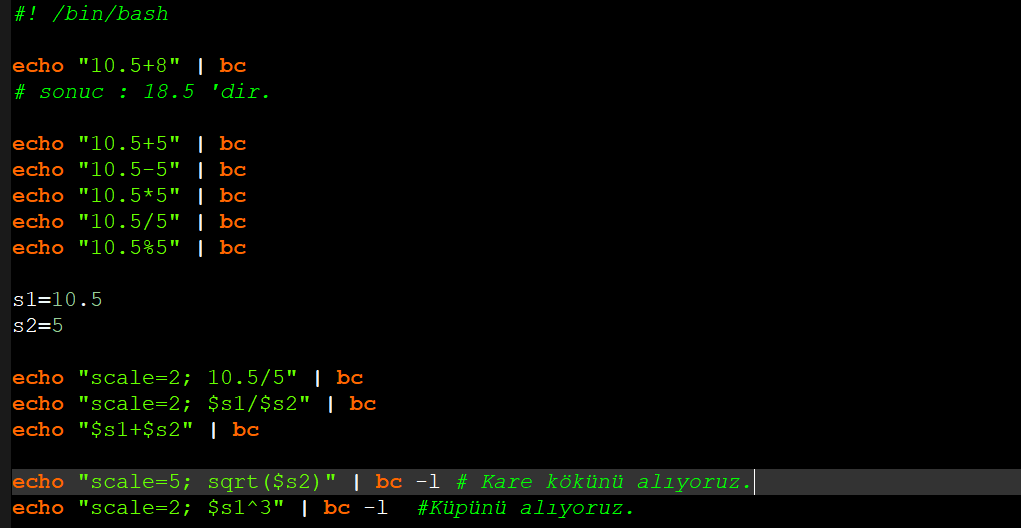 #! /bin/bash
echo "10.5+8" | bc
# sonuc : 18.5 'dir.
echo "10.5+5" | bc
echo "10.5-5" | bc
echo "10.5*5" | bc
echo "10.5/5" | bc
echo "10.5%5" | bc
s1=10.5
s2=5
echo "scale=2; 10.5/5" | bc
echo "scale=2; $s1/$s2" | bc
echo "$s1+$s2" | bc
echo "scale=5; sqrt($s2)" | bc -l # Kare kökünü alıyoruz.
echo "scale=2; $s1^3" | bc -l  #Küpünü alıyoruz.